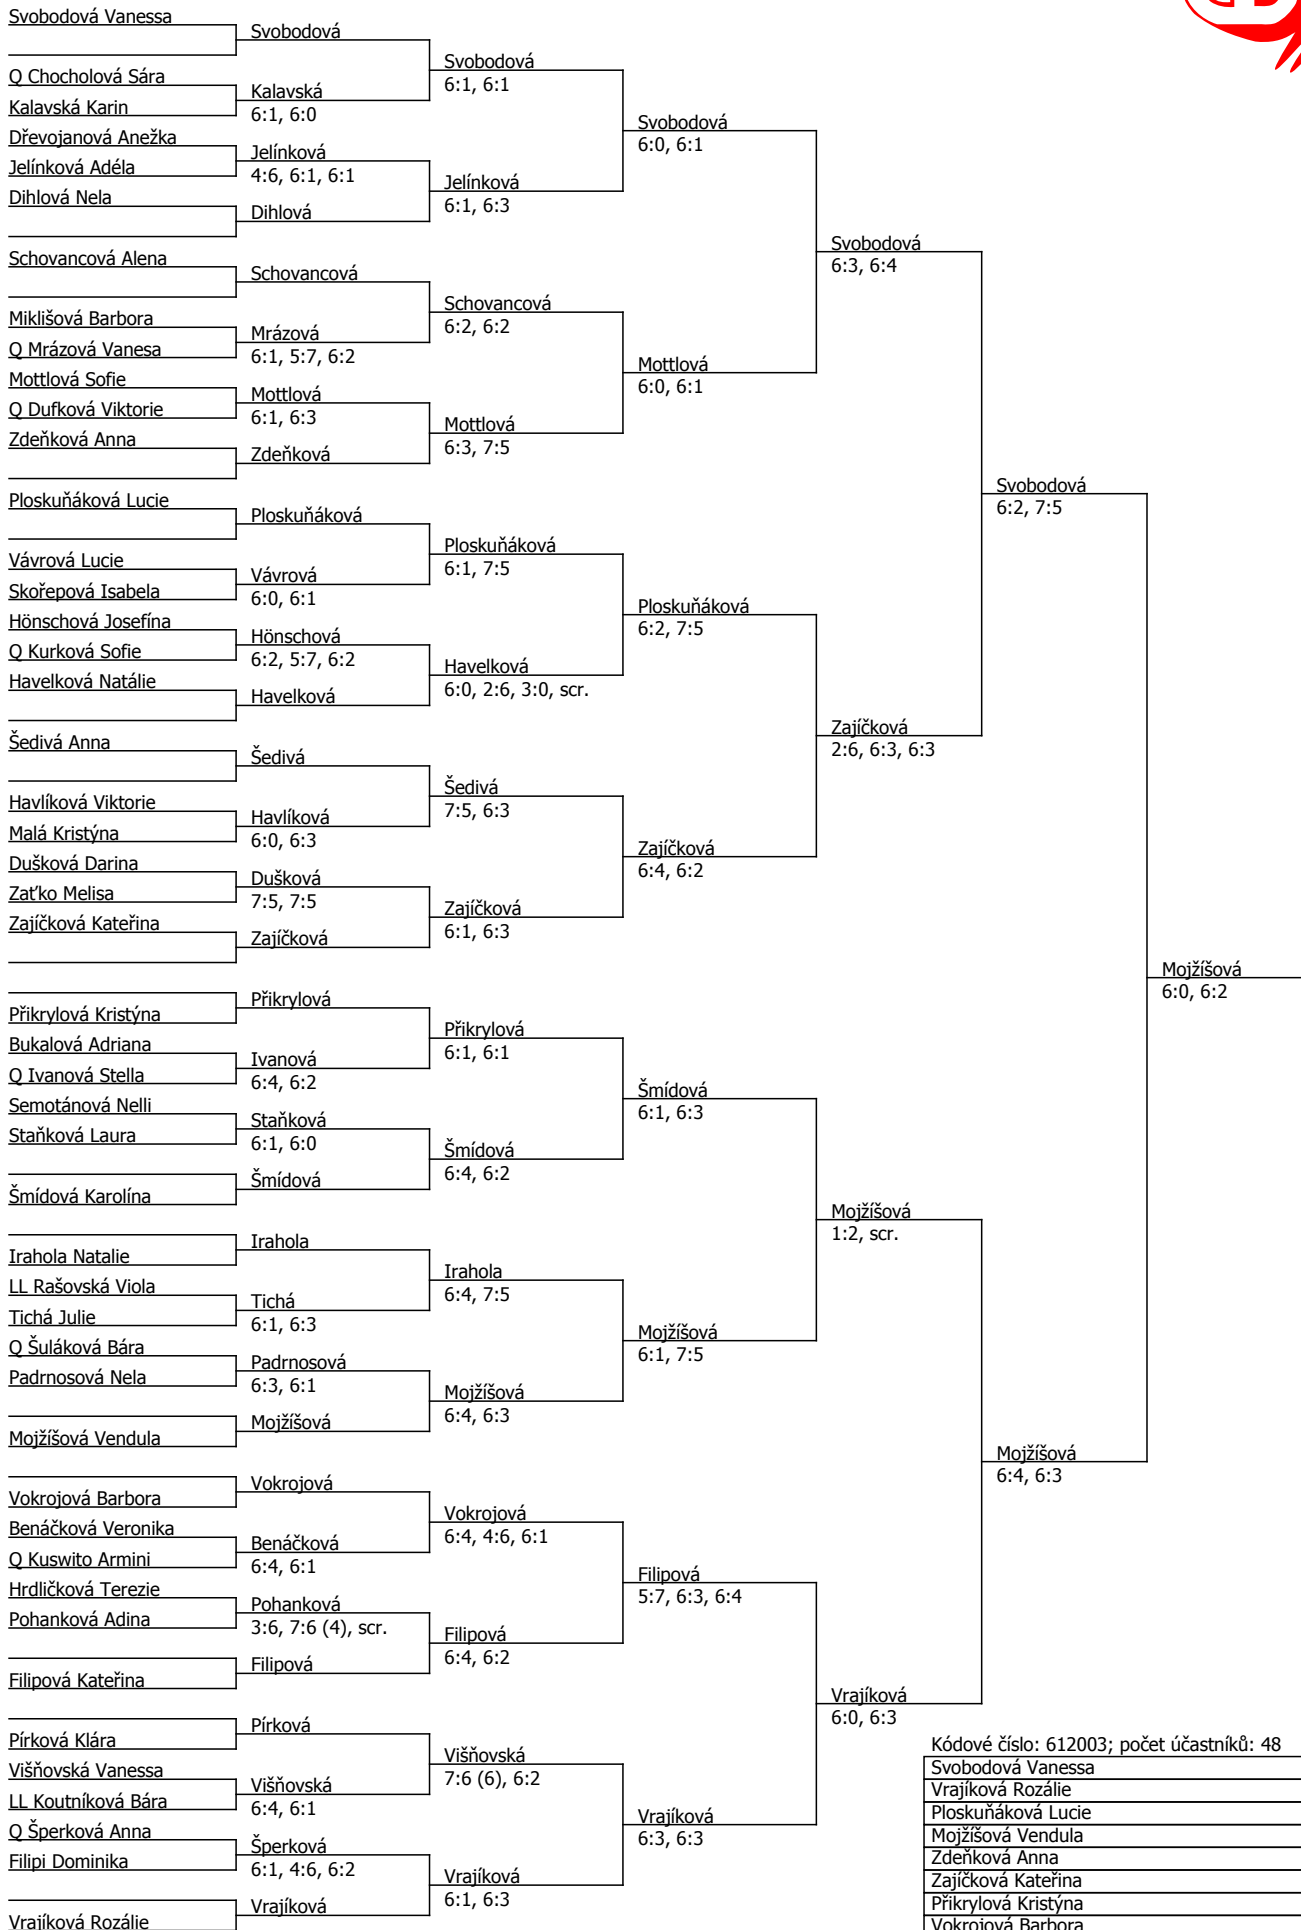 Svobodová Vanessa
Q Chocholová Sára
Kalavská Karin
Dřevojanová Anežka
Jelínková Adéla
Dihlová Nela
Schovancová Alena
Miklišová Barbora
Q Mrázová Vanesa
Mottlová Sofie
Q Dufková Viktorie
Zdeňková Anna
Ploskuňáková Lucie
Vávrová Lucie
Skořepová Isabela
Hönschová Josefína
Q Kurková Sofie
Havelková Natálie
Šedivá Anna
Havlíková Viktorie
Malá Kristýna
Dušková Darina
Zaťko Melisa
Zajíčková Kateřina
Přikrylová Kristýna
Bukalová Adriana
Q Ivanová Stella
Semotánová Nelli
Staňková Laura
Šmídová Karolína
Irahola Natalie
LL Rašovská Viola
Tichá Julie
Q Šuláková Bára
Padrnosová Nela
Mojžíšová Vendula
Vokrojová Barbora
Benáčková Veronika
Q Kuswito Armini
Hrdličková Terezie
Pohanková Adina
Filipová Kateřina
Pírková Klára
Višňovská Vanessa
LL Koutníková Bára
Q Šperková Anna
Filipi Dominika
Vrajíková Rozálie
Svobodová
Kalavská
6:1, 6:0
Jelínková
4:6, 6:1, 6:1
Dihlová
Schovancová
Mrázová
6:1, 5:7, 6:2
Mottlová
6:1, 6:3
Zdeňková
Ploskuňáková
Vávrová
6:0, 6:1
Hönschová
6:2, 5:7, 6:2
Havelková
Šedivá
Havlíková
6:0, 6:3
Dušková
7:5, 7:5
Zajíčková
Přikrylová
Ivanová
6:4, 6:2
Staňková
6:1, 6:0
Šmídová
Irahola
Tichá
6:1, 6:3
Padrnosová
6:3, 6:1
Mojžíšová
Vokrojová
Benáčková
6:4, 6:1
Pohanková
3:6, 7:6 (4), scr.
Filipová
Pírková
Višňovská
6:4, 6:1
Šperková
6:1, 4:6, 6:2
Vrajíková
Svobodová
6:1, 6:1
Jelínková
6:1, 6:3
Schovancová
6:2, 6:2
Mottlová
6:3, 7:5
Ploskuňáková
6:1, 7:5
Havelková
6:0, 2:6, 3:0, scr.
Šedivá
7:5, 6:3
Zajíčková
6:1, 6:3
Přikrylová
6:1, 6:1
Šmídová
6:4, 6:2
Irahola
6:4, 7:5
Mojžíšová
6:4, 6:3
Vokrojová
6:4, 4:6, 6:1
Filipová
6:4, 6:2
Višňovská
7:6 (6), 6:2
Vrajíková
6:1, 6:3
Svobodová
6:0, 6:1
Mottlová
6:0, 6:1
Ploskuňáková
6:2, 7:5
Zajíčková
6:4, 6:2
Šmídová
6:1, 6:3
Mojžíšová
6:1, 7:5
Filipová
5:7, 6:3, 6:4
Vrajíková
6:3, 6:3
Svobodová
6:3, 6:4
Zajíčková
2:6, 6:3, 6:3
Mojžíšová
1:2, scr.
Vrajíková
6:0, 6:3
Svobodová
6:2, 7:5
Mojžíšová
6:4, 6:3
Mojžíšová
6:0, 6:2
Kódové číslo: 612003; počet účastníků: 48
Svobodová Vanessa
Vrajíková Rozálie
Ploskuňáková Lucie
Mojžíšová Vendula
Zdeňková Anna
Zajíčková Kateřina
Přikrylová Kristýna
Vokrojová Barbora